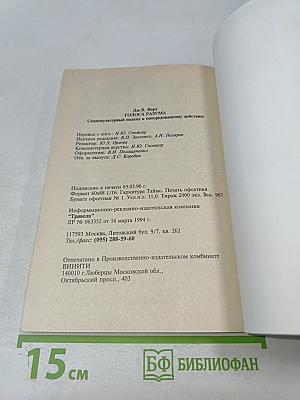 Дж.В. Верч
ГОЛОСА РАЗУМА
Социокультурный подход к опосредованному действию
Перевод с англ.: Н.Ю. Спомиор
Научная редакция: В.П. Зинченко, А.И. Назаров
Редактор: Ю.Л. Орлова
Компьютерная верстка: Н.Ю. Спомиор
Оформление: В.И.
Отв. за выпуск: Д.С. Коробов
Подписано к печати 05.03.96 г.
Формат 60х88 1/16. Гарнитура Таймс. Печать офсетная.
Бумага офсетная № 1. Усл.п.л. 11,0. Тираж 2000 экз. Зак. 967
Информационно-рекламно-издательская компания
"Тривола"
ЛР № 063352 от 16 марта 1994 г.
117593 Москва, Литовский бул. 9/7, кв. 262
Тел./факс: (095) 288-59-60
Отпечатано в Производственно-издательском комбинате
ВИНИТИ
140010 г.Люберцы Московской обл.,
Октябрьский просп., 403
15 см
БФ БИБЛИОФАН